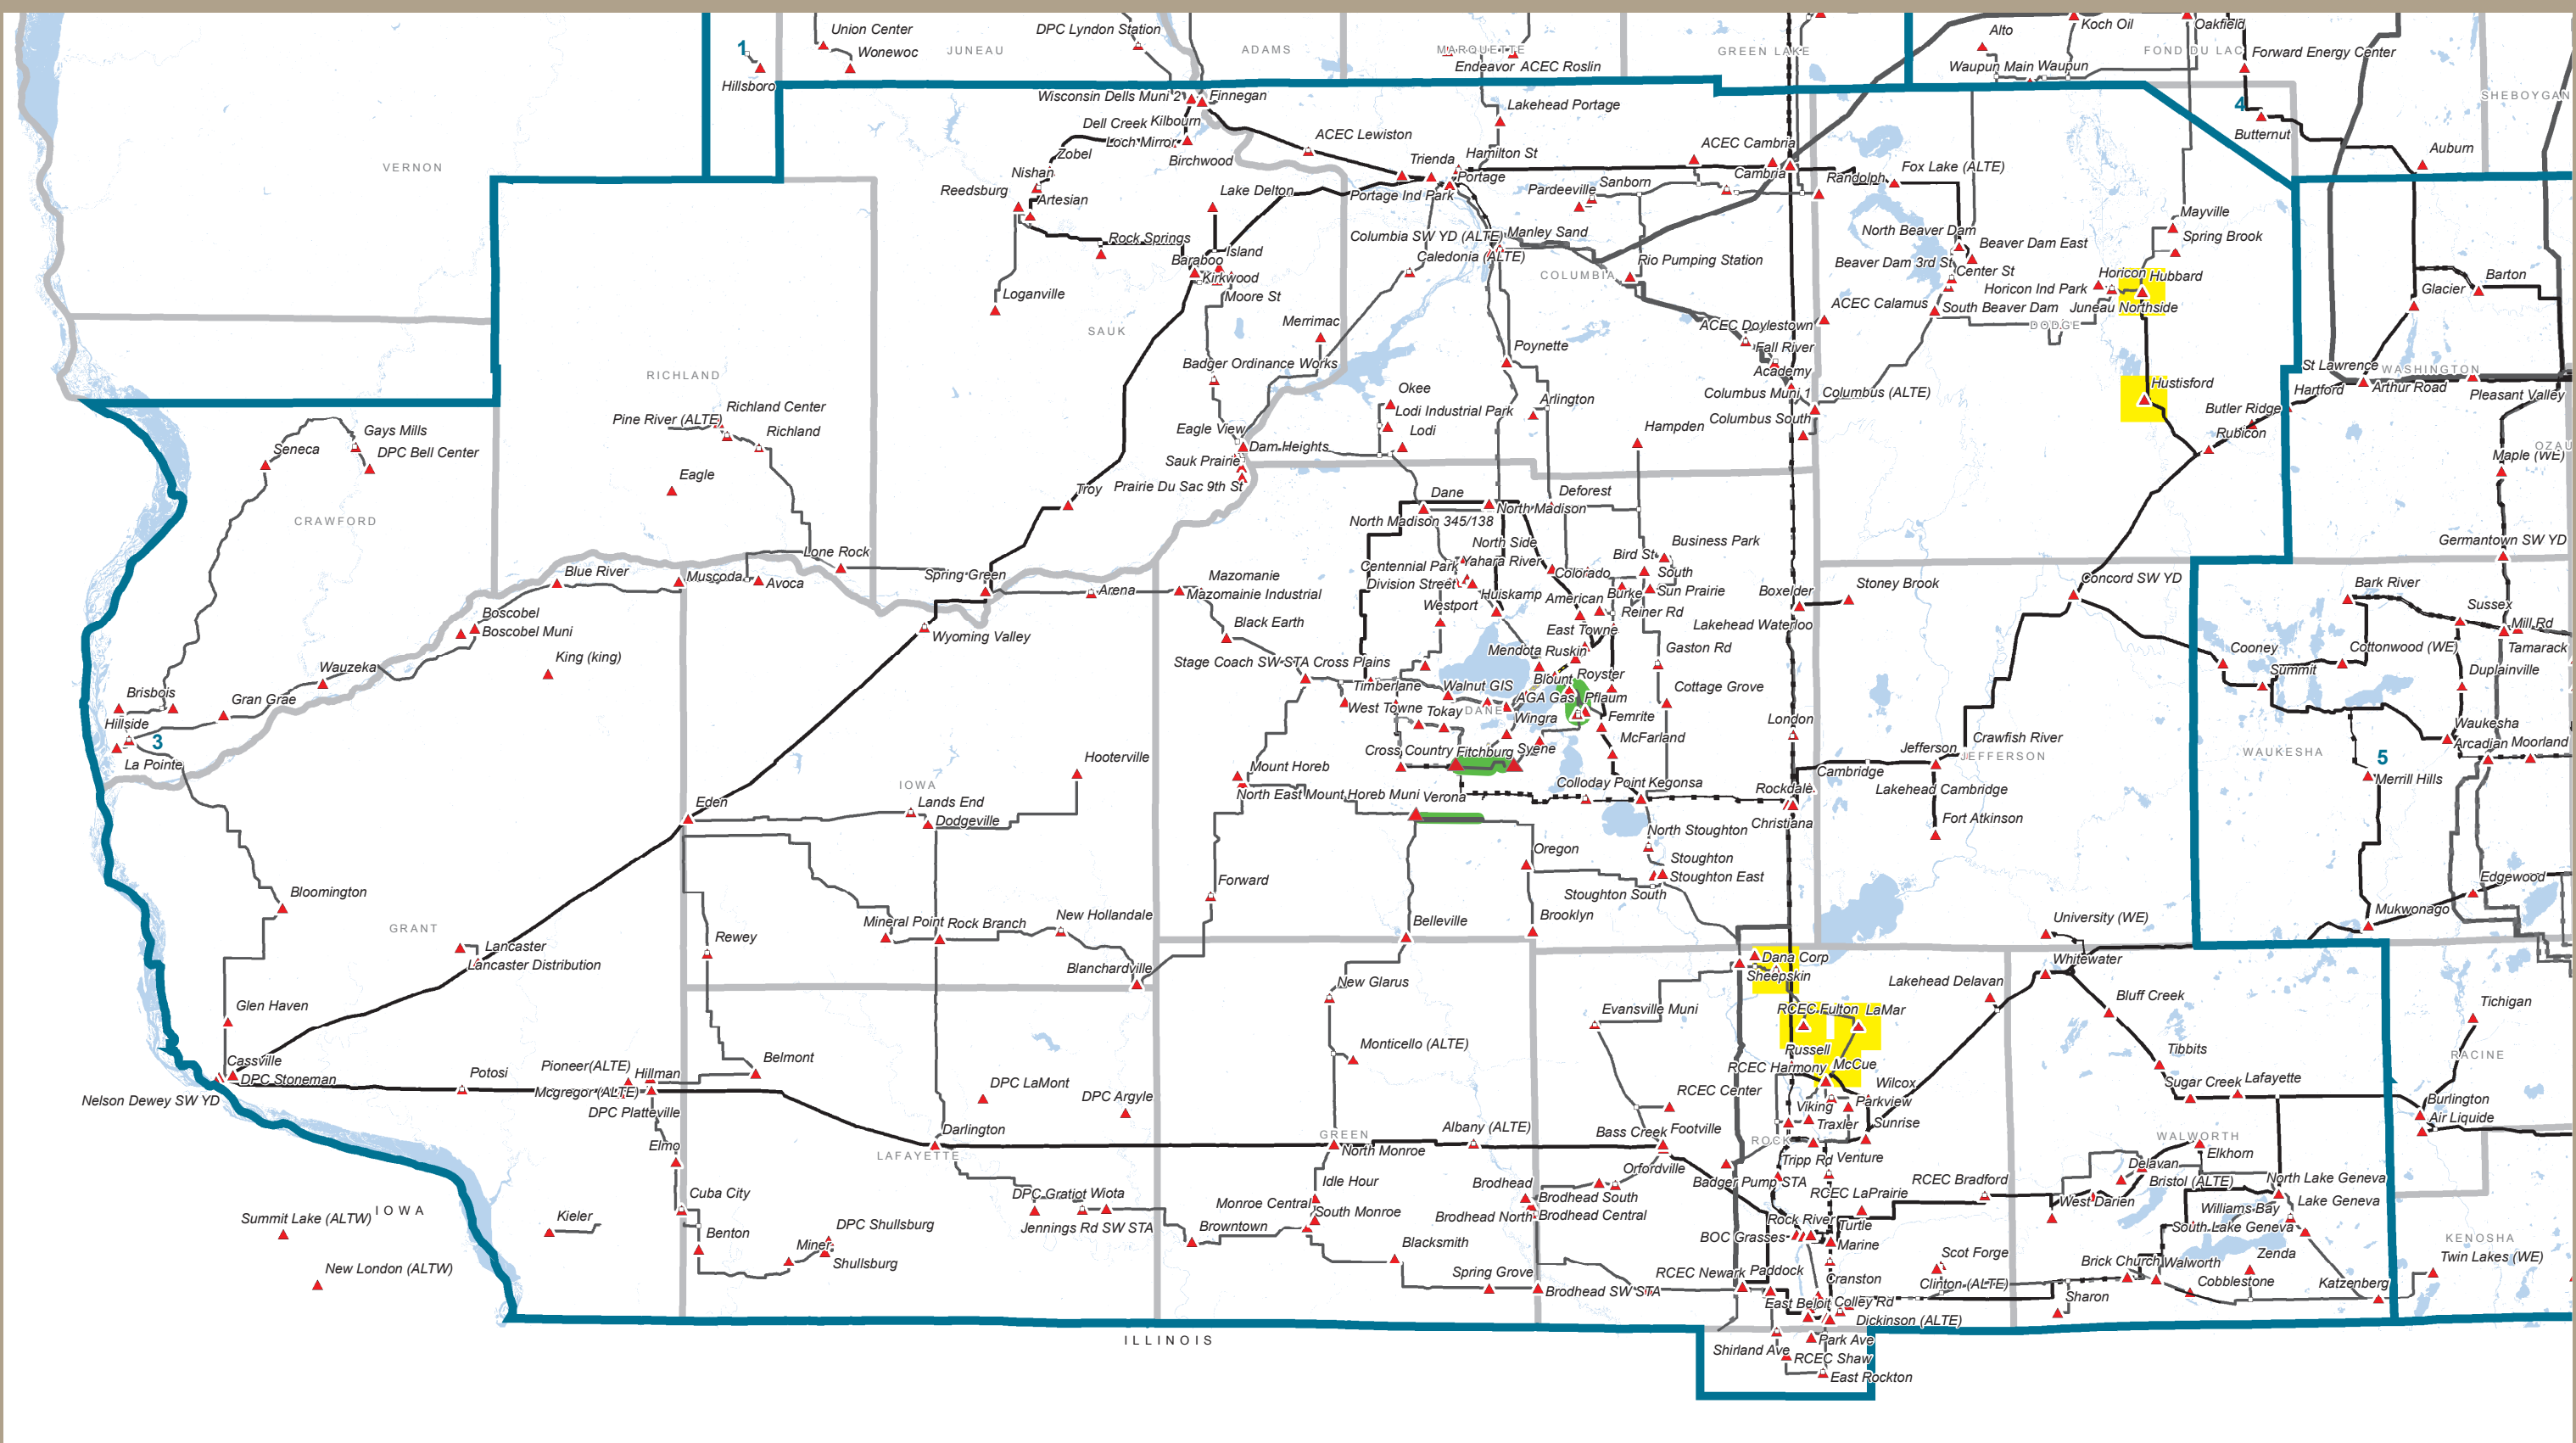 Union Center
DPC Lyndon Station
Koch Oil
Oakfield
Alto
1
Wonewoc
JUNEAU
ADAMS
MARQUETTE
GREEN LAKE
FOND DU LAC
Forward Energy Center
Endeavor
ACEC Roslin
Waupun Main
Waupun
Hillsboro
Wisconsin Dells Muni 2
Finnegan
Lakehead Portage
4
SHEBOYGAN
Dell Creek
Kilbourn
ACEC Lewiston
Butternut
Loch Mirror
ACEC Cambria
Auburn
Zobel
Birchwood
Trienda
Hamilton St
VERNON
Nishan
Portage
Cambria
Fox Lake (ALTE)
Reedsburg
Lake Delton
Portage Ind Park
Pardeeville
Sanborn
Randolph
Artesian
Mayville
Rock Springs
Columbia SW YD (ALTE)
Manley Sand
North Beaver Dam
Spring Brook
Island
Caledonia (ALTE)
Beaver Dam East
Baraboo
Rio Pumping Station
Beaver Dam 3rd St
Kirkwood
COLUMBIA
Center St
Horicon
Hubbard
Barton
Loganville
Moore St
Horicon Ind Park
Glacier
ACEC Calamus
South Beaver Dam
Juneau
Northside
Merrimac
SAUK
ACEC Doylestown
DODGE
Poynette
Fall River
Badger Ordinance Works
Academy
St Lawrence
WASHINGTON
RICHLAND
Okee
Columbus Muni 1
Columbus (ALTE)
Hustisford
Hartford
Arthur Road
Pleasant Valley
Richland Center
Arlington
Pine River (ALTE)
Lodi Industrial Park
Columbus South
Butler Ridge
Gays Mills
Richland
Eagle View
Lodi
Hampden
Rubicon
Seneca
DPC Bell Center
Dam Heights
Sauk Prairie
Maple (WE)
Eagle
Prairie Du Sac 9th St
Troy
Dane
Deforest
CRAWFORD
North Madison
North Madison 345/138
Lone Rock
North Side
Business Park
Germantown SW YD
Blue River
Muscoda
Avoca
Spring Green
Mazomanie
Centennial Park
Yahara River
Bird St
Colorado
South
Stoney Brook
Concord SW YD
Bark River
Arena
Mazomainie Industrial
Division Street
Huiskamp
American
Burke
Sun Prairie
Boxelder
Boscobel
Westport
Reiner Rd
Sussex
Boscobel Muni
Wyoming Valley
Black Earth
East Towne
Lakehead Waterloo
Mill Rd
King (king)
Stage Coach SW STA
Cross Plains
Mendota
Ruskin
Gaston Rd
Cooney
Cottonwood (WE)
Tamarack
Wauzeka
Blount
Royster
Summit
Duplainville
Brisbois
Gran Grae
Timberlane
Walnut GIS
AGA Gas
Pflaum
Cottage Grove
Hillside
West Towne
Tokay
DANE
Wingra
Femrite
London
Waukesha
3
McFarland
Crawfish River
Arcadian
Moorland
La Pointe
Cross Country
Fitchburg
Syene
Jefferson
JEFFERSON
WAUKESHA
5
Hooterville
Mount Horeb
Cambridge
Merrill Hills
IOWA
North East Mount Horeb Muni
Verona
Colloday Point
Kegonsa
Rockdale
Lakehead Cambridge
Eden
Lands End
Dodgeville
Christiana
Fort Atkinson
North Stoughton
Oregon
Stoughton
Bloomington
Forward
Stoughton East
Edgewood
Stoughton South
GRANT
Mineral Point
Rock Branch
New Hollandale
Belleville
Brooklyn
University (WE)
Mukwonago
Rewey
Lancaster
Lancaster Distribution
Blanchardville
Dana Corp
Whitewater
Sheepskin
New Glarus
Lakehead Delavan
Glen Haven
Evansville Muni
RCEC Fulton
LaMar
Bluff Creek
Tichigan
Monticello (ALTE)
Russell
Tibbits
RACINE
Cassville
Belmont
McCue
RCEC Harmony
DPC Stoneman
Potosi
Pioneer(ALTE)
Hillman
DPC LaMont
Wilcox
Sugar Creek
Lafayette
Nelson Dewey SW YD
Mcgregor (ALTE)
DPC Argyle
RCEC Center
Viking
Parkview
Burlington
DPC Platteville
Traxler
Sunrise
Air Liquide
Darlington
GREEN
Albany (ALTE)
Bass Creek
Footville
ROCK
WALWORTH
Elmo
LAFAYETTE
North Monroe
Tripp Rd
Venture
Elkhorn
Orfordville
Delavan
Cuba City
Idle Hour
Brodhead
Badger Pump STA
RCEC LaPrairie
RCEC Bradford
Bristol (ALTE)
North Lake Geneva
DPC Gratiot
Wiota
Monroe Central
Brodhead South
West Darien
Lake Geneva
Summit Lake (ALTW)
IOWA
Kieler
DPC Shullsburg
Jennings Rd SW STA
South Monroe
Brodhead North
Brodhead Central
Rock River
Turtle
Williams Bay
Benton
Browntown
BOC Grasses
Marine
South Lake Geneva
KENOSHA
Miner
Blacksmith
Scot Forge
Zenda
Twin Lakes (WE)
Shullsburg
New London (ALTW)
Spring Grove
RCEC Newark
Paddock
Cranston
Clinton (ALTE)
Brick Church
Walworth
Cobblestone
Katzenberg
Brodhead SW STA
East Beloit
Colley Rd
Sharon
ILLINOIS
Dickinson (ALTE)
Park Ave
Shirland Ave
RCEC Shaw
East Rockton